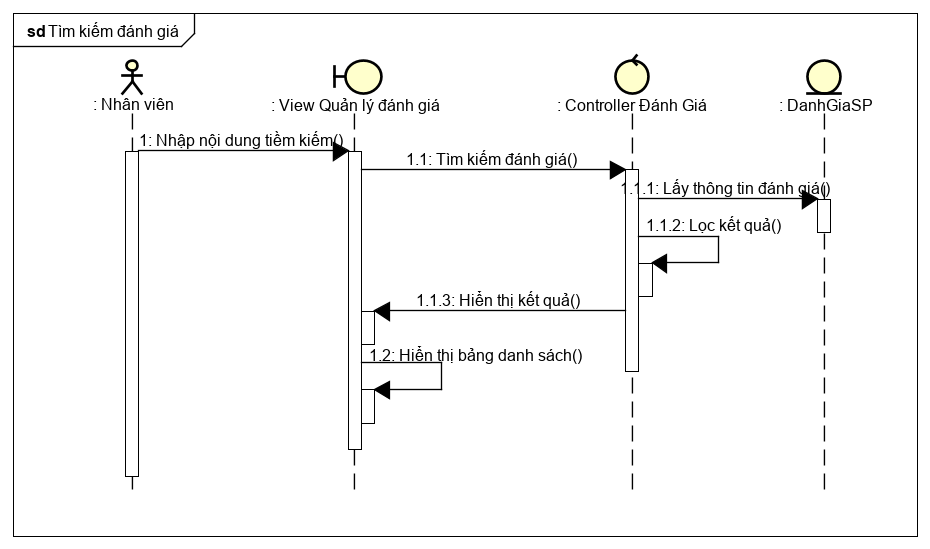 sd Tìm kiếm đánh giá
: Nhân viên
: View Quản lý đánh giá
: Controller Đánh Giá
: DanhGiaSP
1: Nhập nội dung tiềm kiếm()
1.1: Tìm kiếm đánh giá()
1.1.1: Lấy thông tin đánh giá()
1.1.2: Lọc kết quả()
1.1.3: Hiển thị kết quả()
1.2: Hiển thị bảng danh sách()